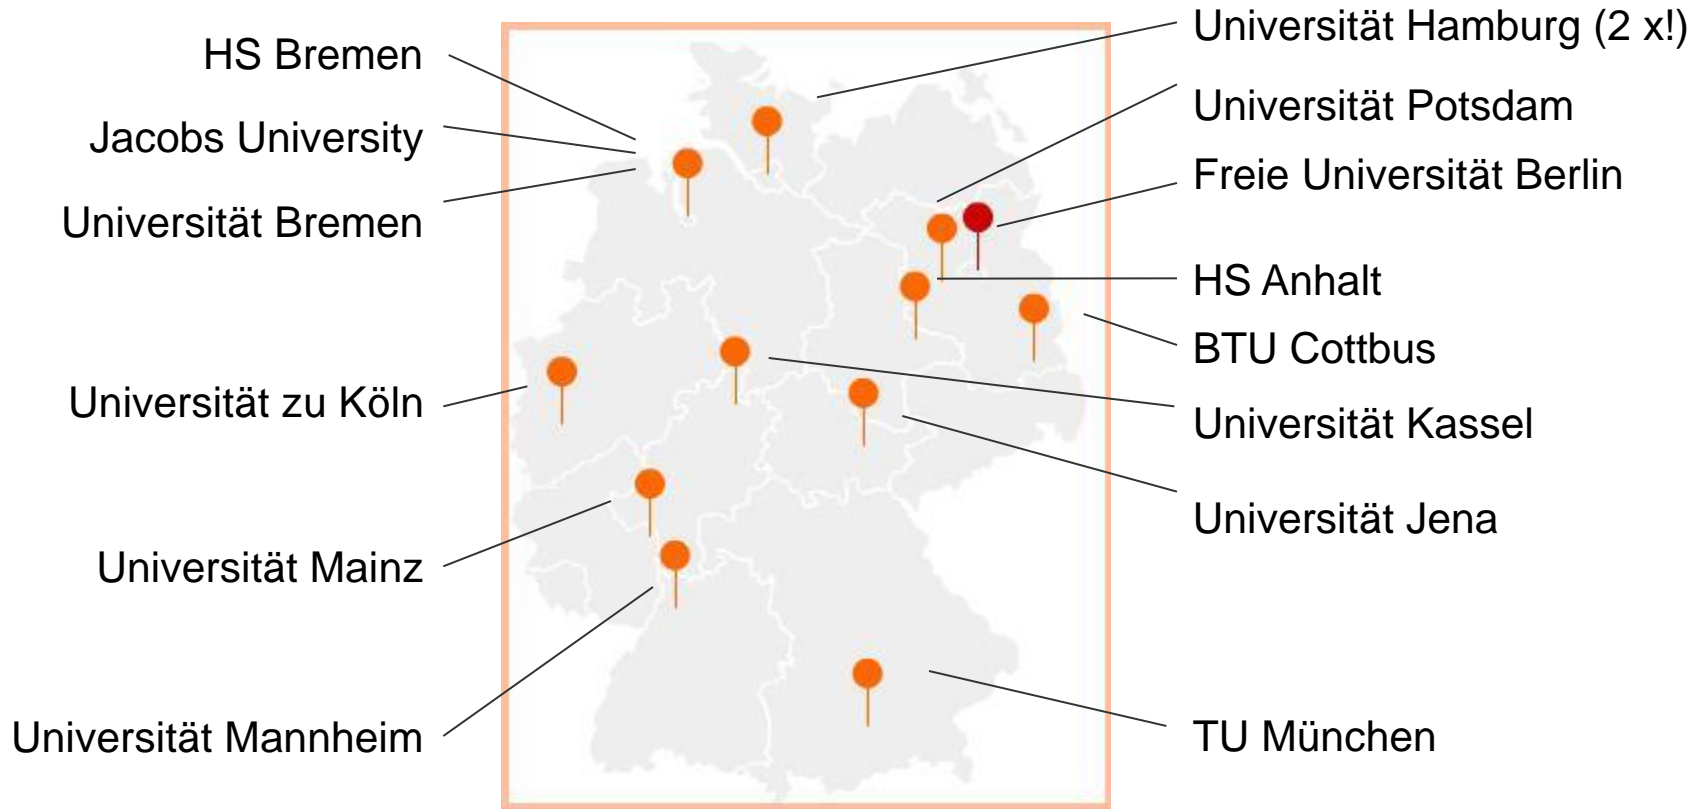 HS Bremen
Jacobs University
Universität Bremen
Universität zu Köln
Universität Mainz
Universität Mannheim
Universität Hamburg (2 x!)
Universität Potsdam
Freie Universität Berlin
HS Anhalt
BTU Cottbus
Universität Kassel
Universität Jena
TU München